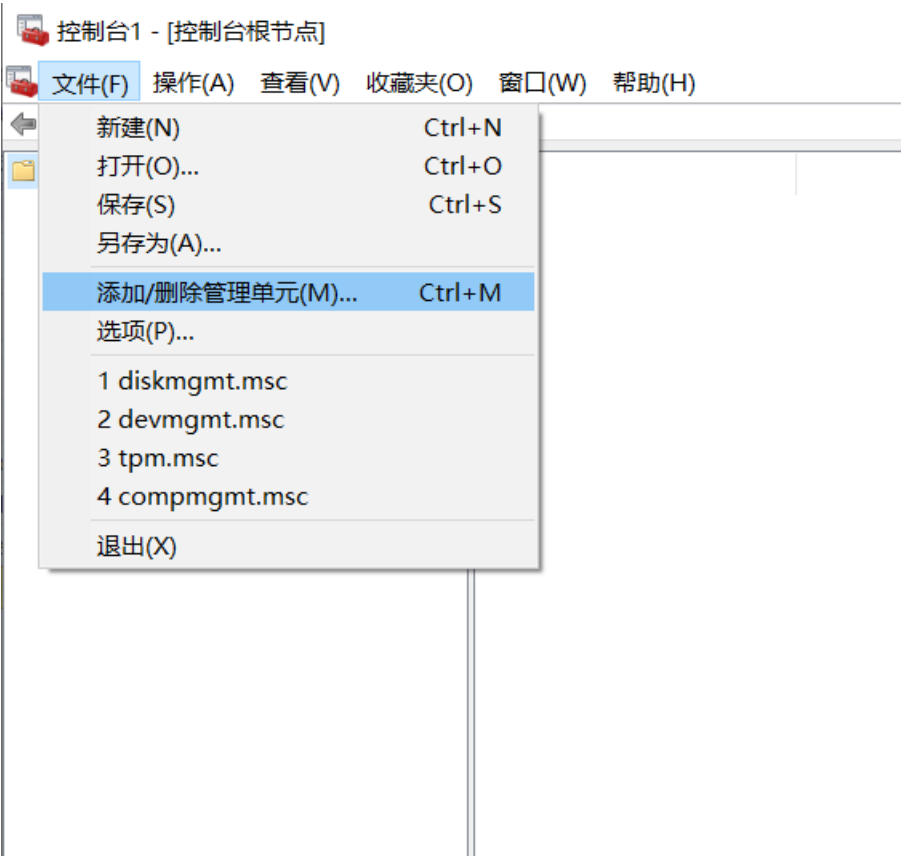 控制台1 - [控制台根节点]
文件(F) 操作(A) 查看(V) 收藏夹(O) 窗口(W) 帮助(H)
新建(N) Ctrl+N
打开(O)... Ctrl+O
保存(S) Ctrl+S
另存为(A)...
添加/删除管理单元(M)... Ctrl+M
选项(P)...
1 diskmgmt.msc
2 devmgmt.msc
3 tpm.msc
4 compmgmt.msc
退出(X)